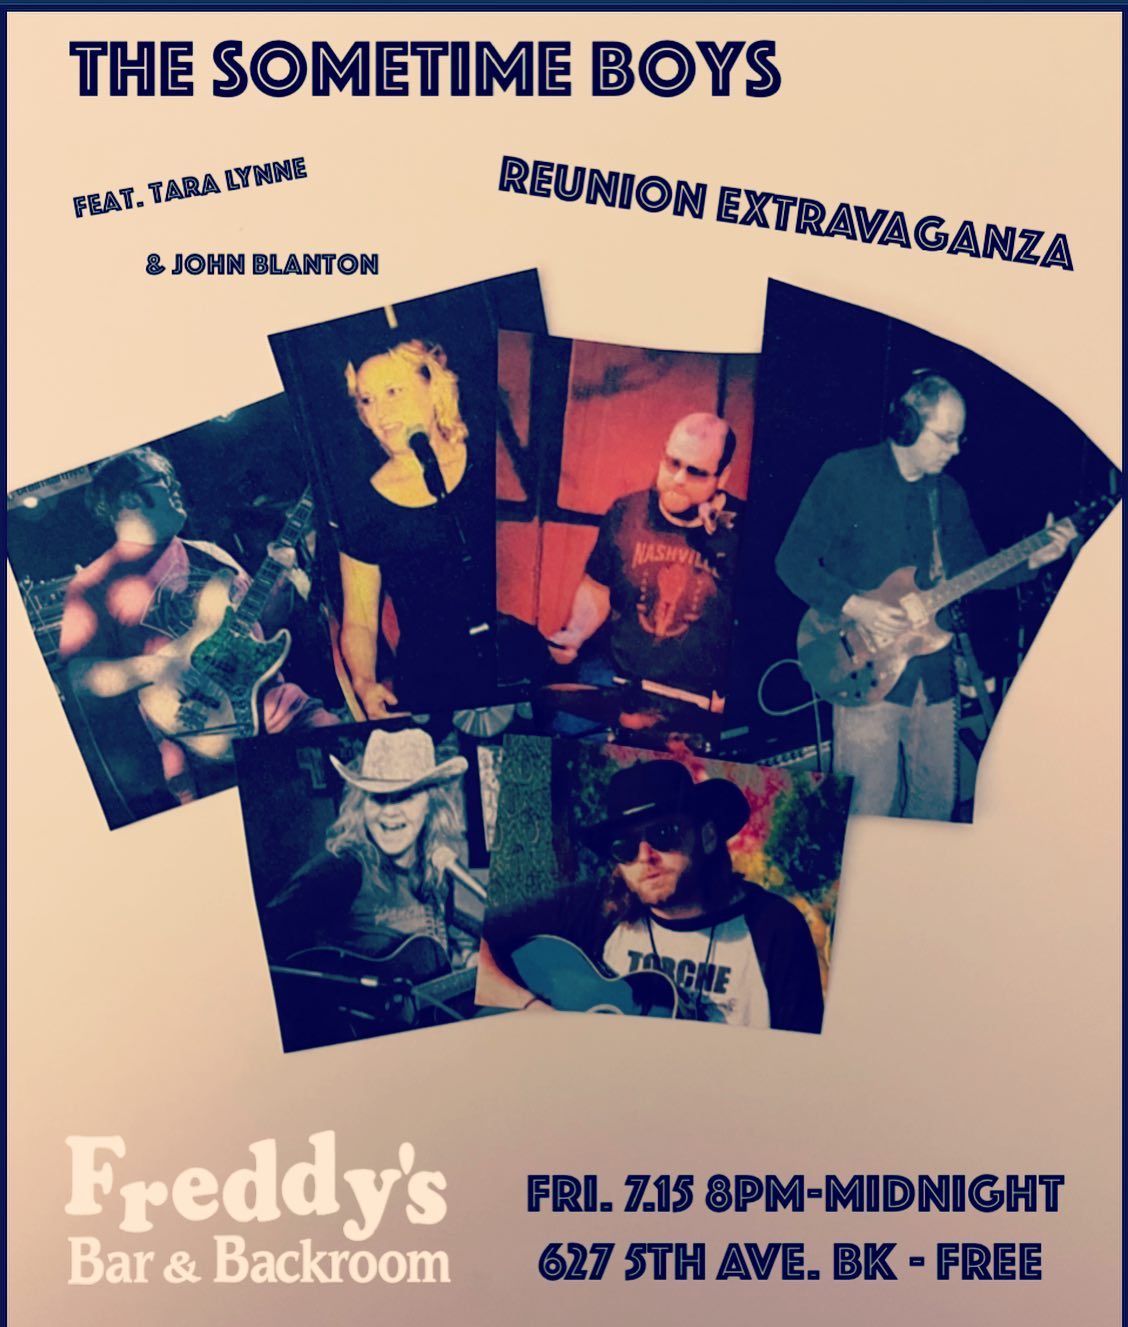 THE SOMETIME BOYS
FEAT. TARA LYNNE
& JOHN BLANTON
REUNION EXTRAVAGANZA
NASHVILLE
TORCHE
Freddy's
Bar & Backroom
FRI. 7.15 8PM-MIDNIGHT
627 5TH AVE. BK - FREE